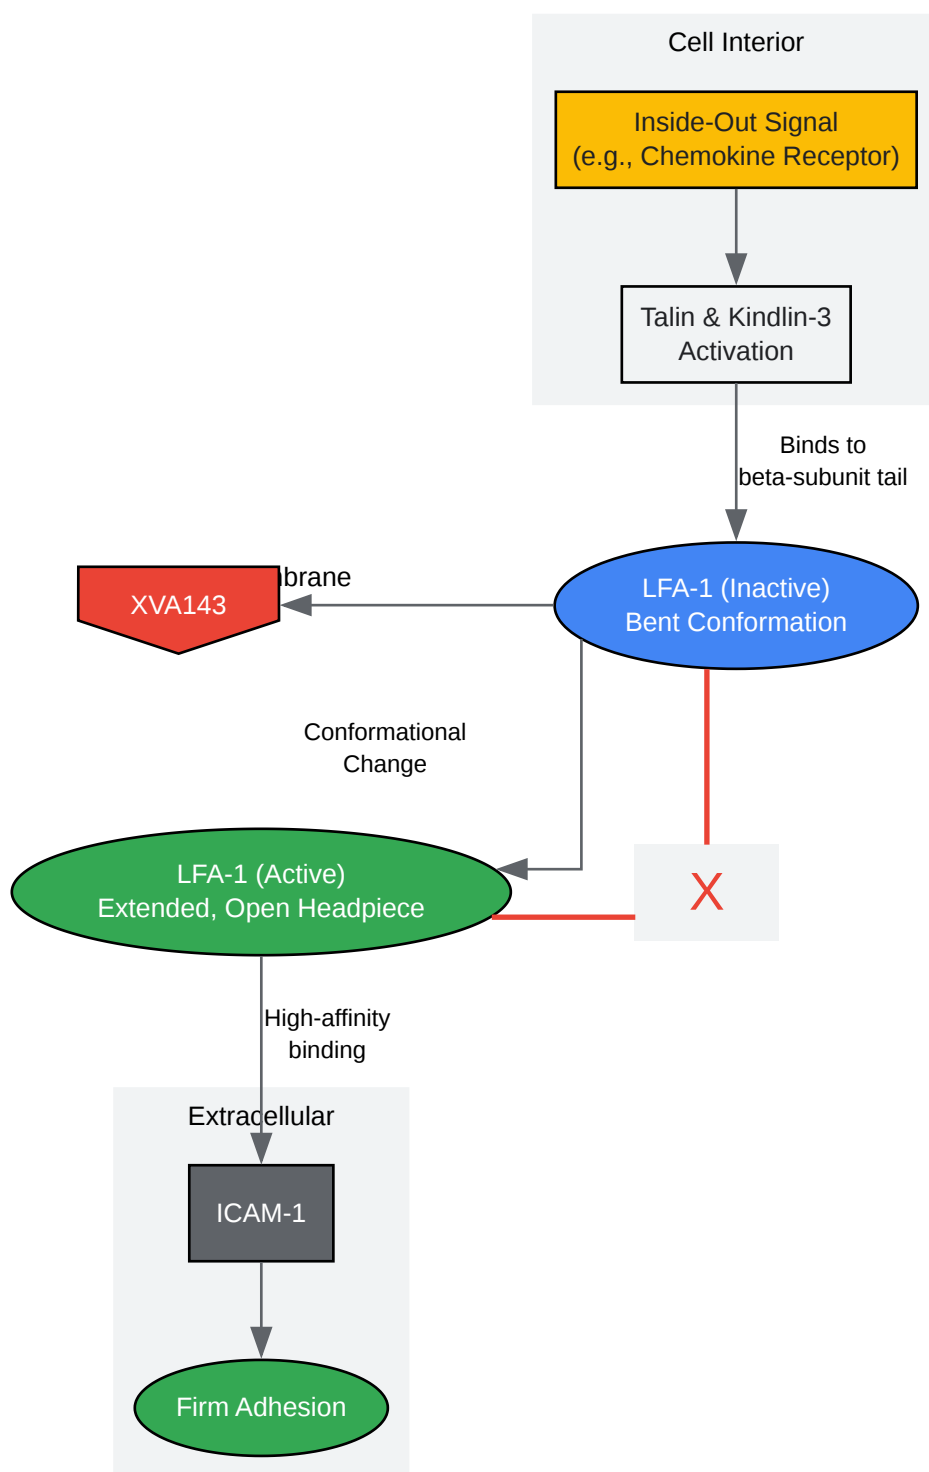 Cell Interior
Inside-Out Signal
(e.g., Chemokine Receptor)
Talin & Kindlin-3
Activation
Binds to
beta-subunit tail
XVA143
LFA-1 (Inactive)
Bent Conformation
Conformational
Change
LFA-1 (Active)
Extended, Open Headpiece
X
High-affinity
binding
Extracellular
ICAM-1
Firm Adhesion